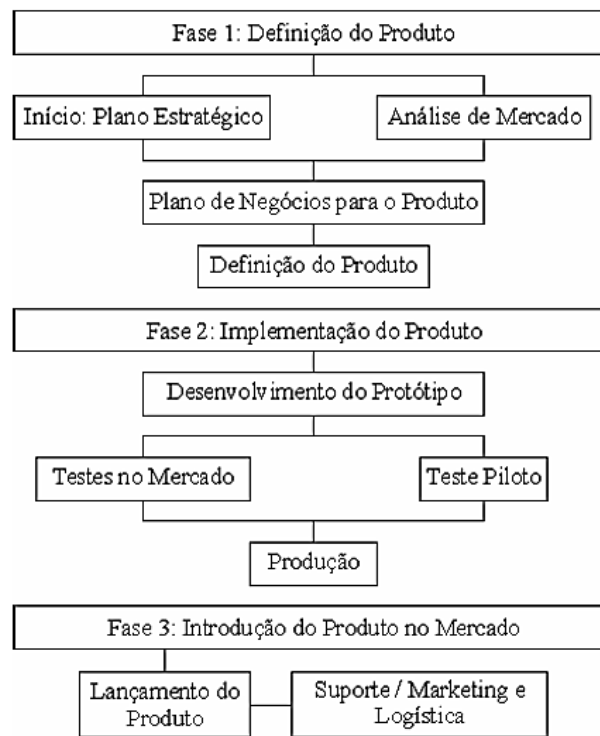 Fase 1: Definição do Produto
Início: Plano Estratégico
Análise de Mercado
Plano de Negócios para o Produto
Definição do Produto
Fase 2: Implementação do Produto
Desenvolvimento do Protótipo
Testes no Mercado
Teste Piloto
Produção
Fase 3: Introdução do Produto no Mercado
Lançamento do
Produto
Suporte / Marketing e
Logística